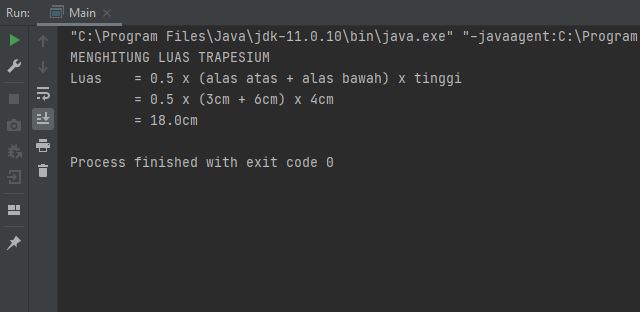 Run: Main
"C:\Program Files\Java\jdk-11.0.10\bin\java.exe" "-javaagent:C:\Program
MENGHITUNG LUAS TRAPESIUM
Luas    = 0.5 x (alas atas + alas bawah) x tinggi
        = 0.5 x (3cm + 6cm) x 4cm
        = 18.0cm
Process finished with exit code 0